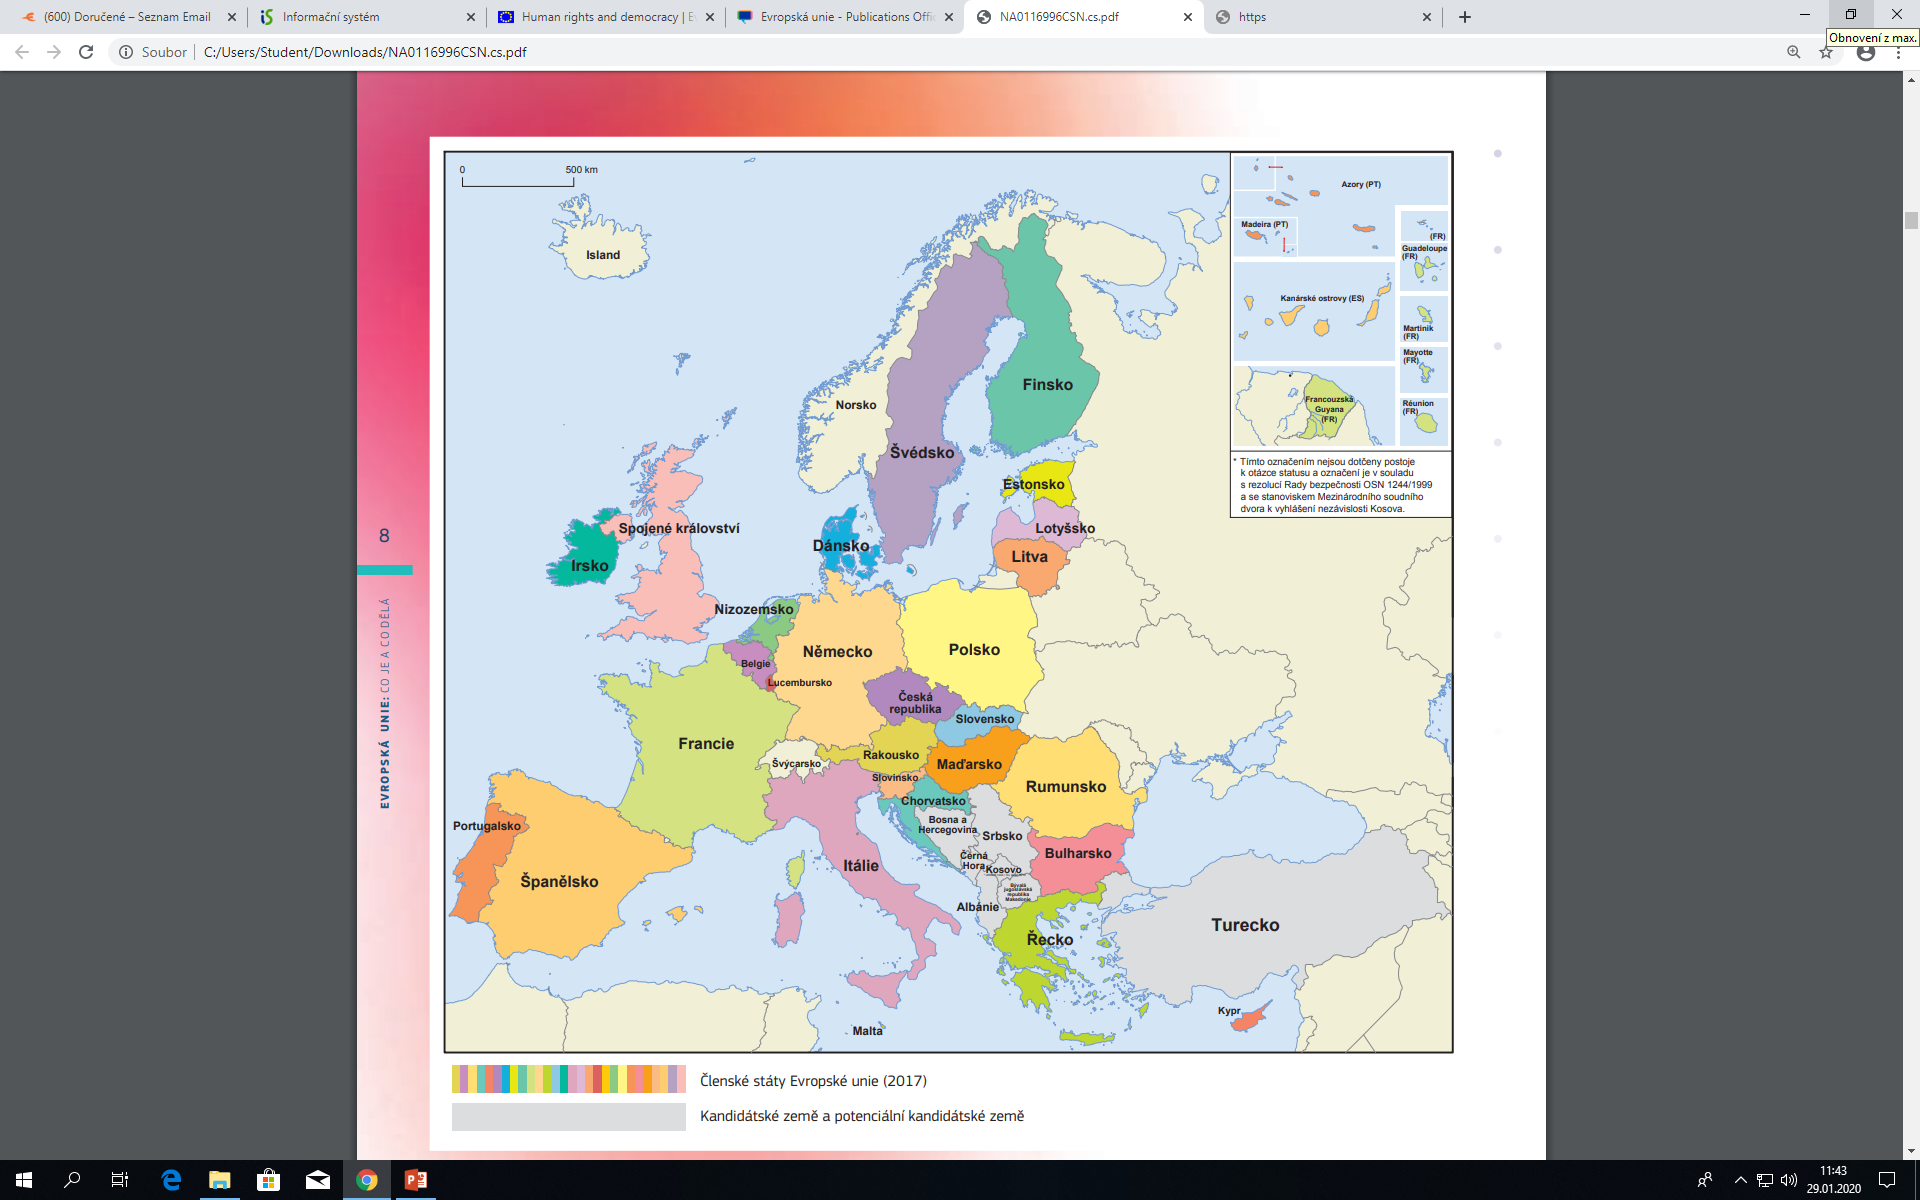 (600) Doručené – Seznam Email
Informační systém
Human rights and democracy | E
Evropská unie - Publications Offi
NA0116996CSN.cs.pdf
https
Obnovení z max.
Soubor
C:/Users/Student/Downloads/NA0116996CSN.cs.pdf
0
500 km
Azory (PT)
Madeira (PT)
(FR)
Guadeloupe
(FR)
Kanárské ostrovy (ES)
Martinik
(FR)
Mayotte
(FR)
Francouzská
Guyana
(FR)
Réunion
(FR)
* Tímto označením nejsou dotčeny postoje
k otázce statusu a označení je v souladu
s rezolucí Rady bezpečnosti OSN 1244/1999
a se stanoviskem Mezinárodního soudního
dvora k vyhlášení nezávislosti Kosova.
Island
Finsko
Norsko
Švédsko
Estonsko
Spojené království
Lotyšsko
Dánsko
Litva
Irsko
Nizozemsko
Polsko
Německo
Belgie
Lucembursko
Česká
republika
Slovensko
Francie
Rakousko
Švýcarsko
Maďarsko
Slovinsko
Rumunsko
Chorvatsko
Bosna a
Hercegovina
Portugalsko
Srbsko
Bulharsko
Černá
Hora
Itálie
Kosovo
Španělsko
Bývalá
jugoslávská
republika
Makedonie
Albánie
Turecko
Řecko
Kypr
Malta
8
EVROPSKÁ UNIE: CO JE A CO DĚLÁ
Členské státy Evropské unie (2017)
Kandidátské země a potenciální kandidátské země
11:43
29.01.2020